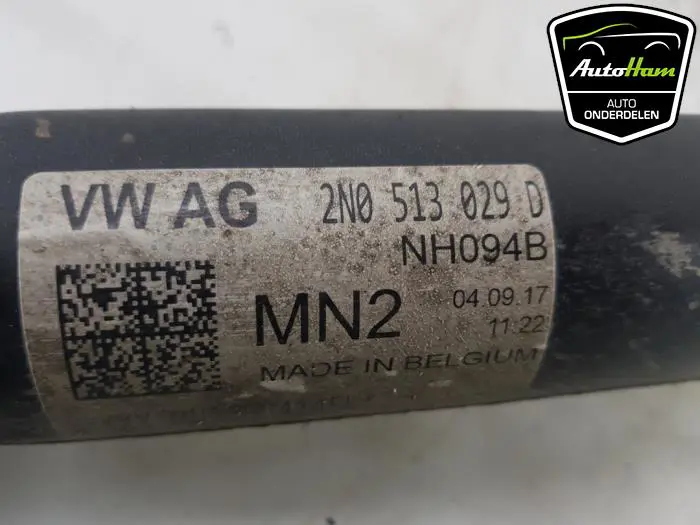 AutoHam
AUTO
ONDERDELEN
VW AG 2N0 513 029 D
NH094B
MN2 04.09.17
11:22
MADE IN BELGIUM